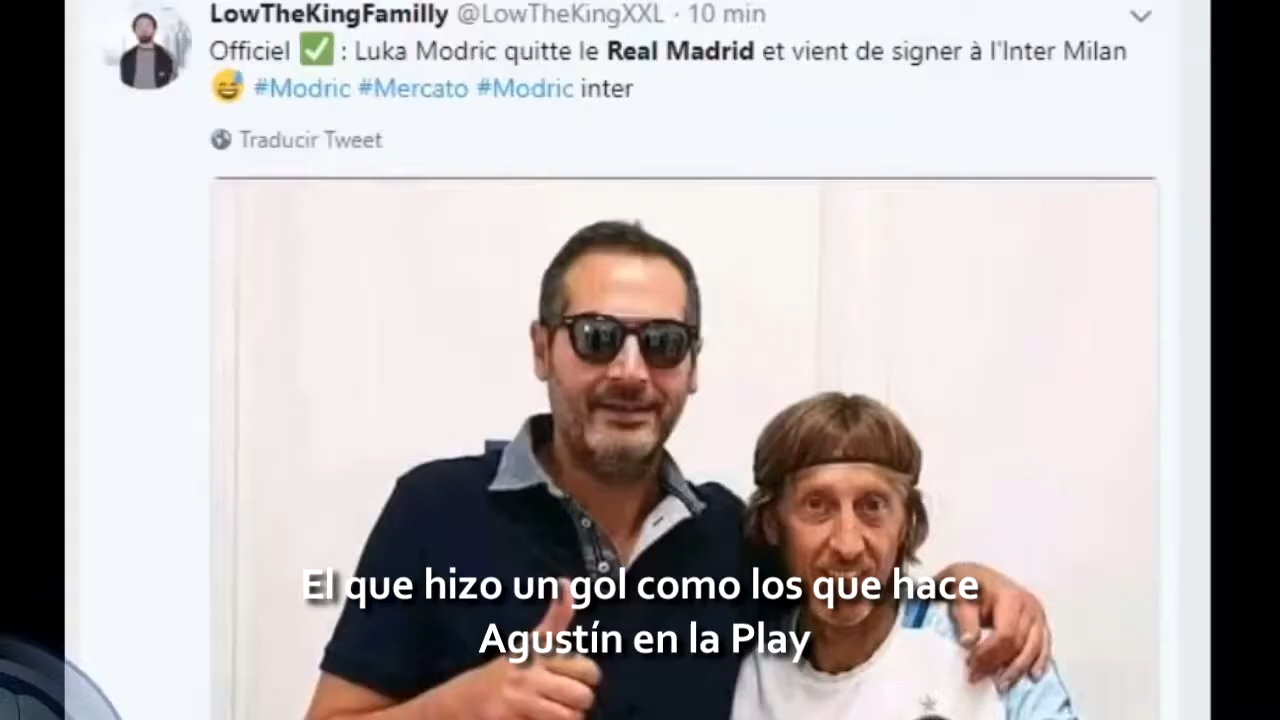 LowTheKingFamilly @LowTheKingXXL · 10 min
Officiel ✅ : Luka Modric quitte le Real Madrid et vient de signer à l'Inter Milan
😅 #Modric #Mercato #Modric inter
Traducir Tweet
El que hizo un gol como los que hace
Agustín en la Play